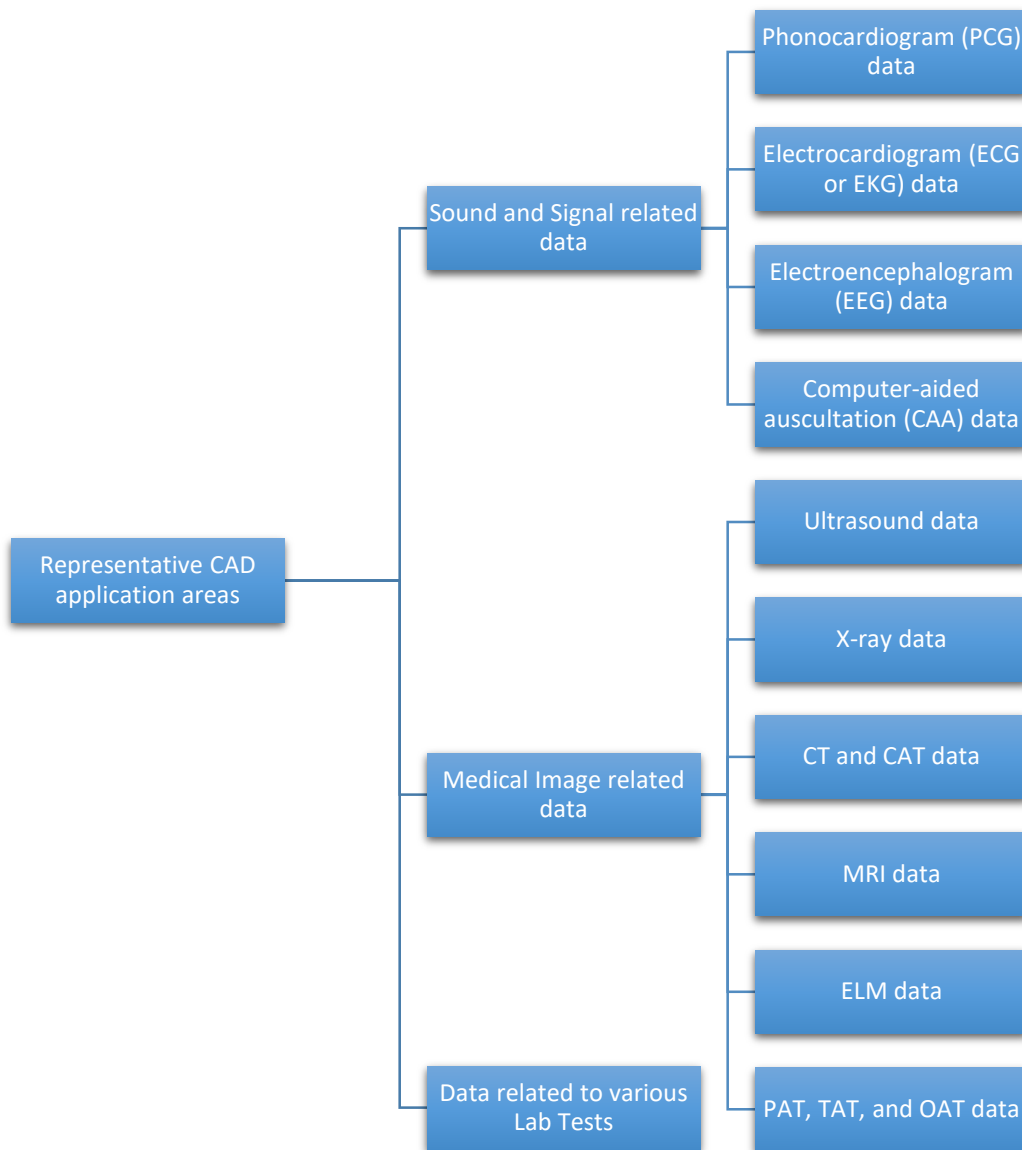 Representative CAD
application areas
Sound and Signal related
data
Phonocardiogram (PCG)
data
Electrocardiogram (ECG
or EKG) data
Electroencephalogram
(EEG) data
Computer-aided
auscultation (CAA) data
Medical Image related
data
Ultrasound data
X-ray data
CT and CAT data
MRI data
ELM data
PAT, TAT, and OAT data
Data related to various
Lab Tests